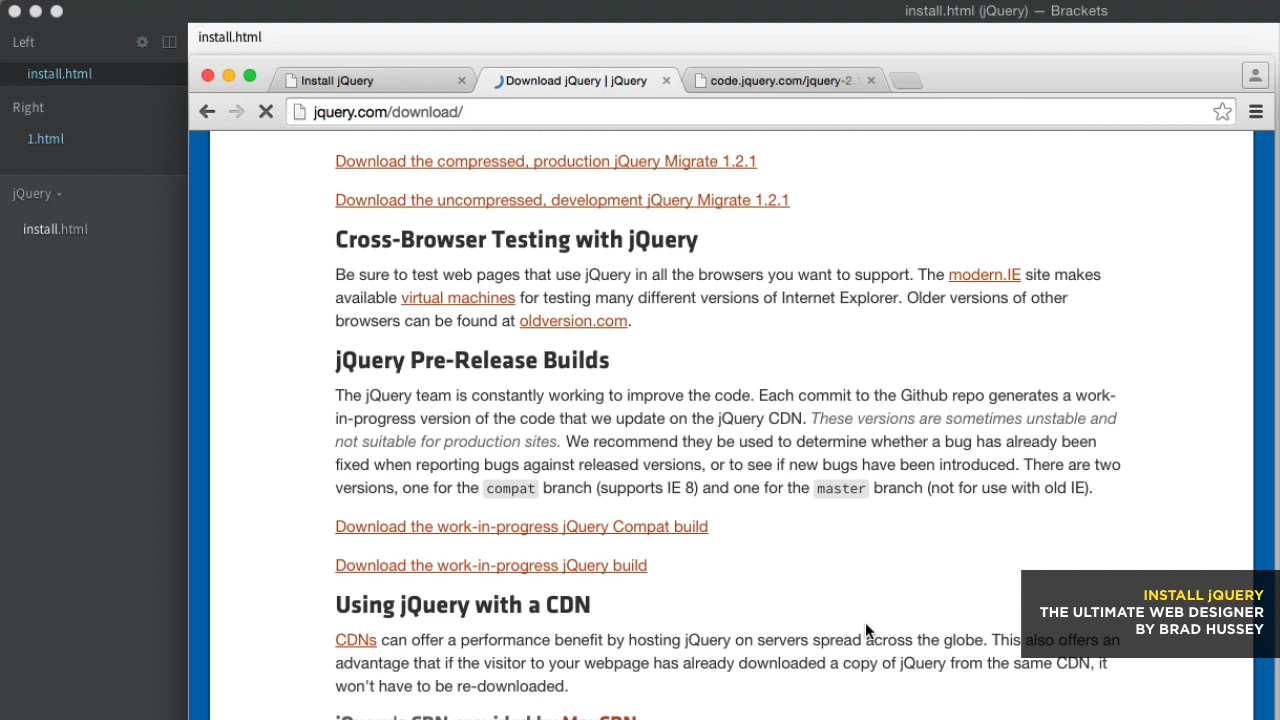 install.html (jQuery) — Brackets
Left
install.html
Right
1.html
jQuery
install.html
install.html
Install jQuery
Download jQuery | jQuery
code.jquery.com/jquery-2.
jquery.com/download/
Download the compressed, production jQuery Migrate 1.2.1
Download the uncompressed, development jQuery Migrate 1.2.1
Cross-Browser Testing with jQuery
Be sure to test web pages that use jQuery in all the browsers you want to support. The modern.IE site makes
available virtual machines for testing many different versions of Internet Explorer. Older versions of other
browsers can be found at oldversion.com.
jQuery Pre-Release Builds
The jQuery team is constantly working to improve the code. Each commit to the Github repo generates a work-
in-progress version of the code that we update on the jQuery CDN. These versions are sometimes unstable and
not suitable for production sites. We recommend they be used to determine whether a bug has already been
fixed when reporting bugs against released versions, or to see if new bugs have been introduced. There are two
versions, one for the compat branch (supports IE 8) and one for the master branch (not for use with old IE).
Download the work-in-progress jQuery Compat build
Download the work-in-progress jQuery build
Using jQuery with a CDN
CDNs can offer a performance benefit by hosting jQuery on servers spread across the globe. This also offers an
advantage that if the visitor to your webpage has already downloaded a copy of jQuery from the same CDN, it
won't have to be re-downloaded.
jQuery's CDN provided by MaxCDN
INSTALL jQUERY
THE ULTIMATE WEB DESIGNER
BY BRAD HUSSEY